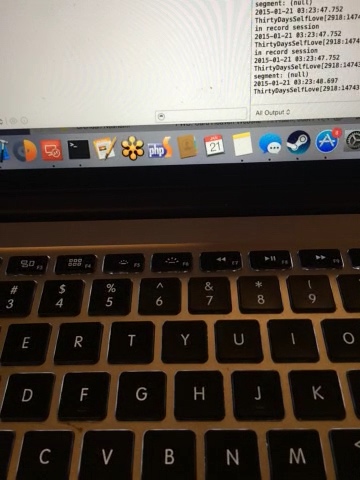 segment: (null)
2015-01-21 03:23:47.752
ThirtyDaysSelfLove[2918:1474
in record session
2015-01-21 03:23:47.752
ThirtyDaysSelfLove[2918:1474
in record session
2015-01-21 03:23:47.752
ThirtyDaysSelfLove[2918:14743
segment: (null)
2015-01-21 03:23:48.697
ThirtyDaysSelfLove[2918:14743
All Output
php
21
F3 F4 F5 F6 F7 F8 F9
# $ % ^ & * (
3 4 5 6 7 8 9
E R T Y U I O
D F G H J K
C V B N M